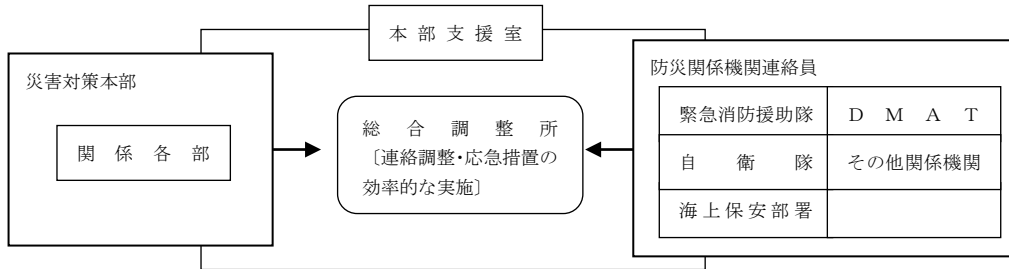 本部支援室
災害対策本部
関係各部
総合調整所
〔連絡調整・応急措置の
効率的な実施〕
防災関係機関連絡員
緊急消防援助隊
DMAT
自衛隊
その他関係機関
海上保安部署